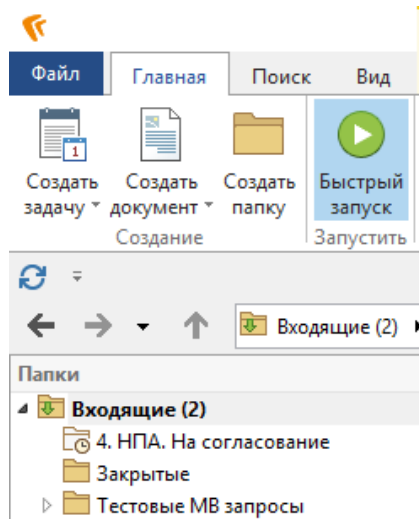 Файл Главная Поиск Вид
Создать задачу
Создать документ
Создать папку
Быстрый запуск
Создание Запустить
Входящие (2)
Папки
Входящие (2)
4. НПА. На согласование
Закрытые
Тестовые МВ запросы